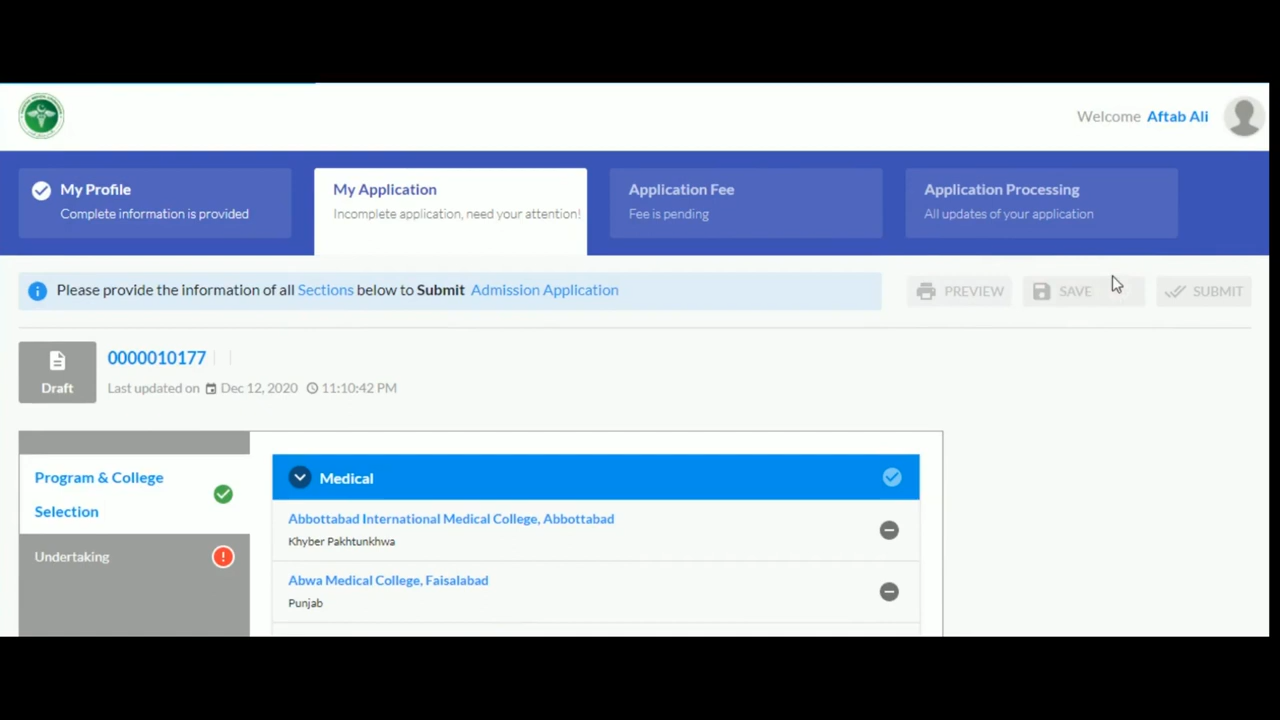 Welcome Aftab Ali
My Profile
Complete information is provided
My Application
Incomplete application, need your attention!
Application Fee
Fee is pending
Application Processing
All updates of your application
Please provide the information of all Sections below to Submit Admission Application
PREVIEW
SAVE
SUBMIT
Draft
0000010177
Last updated on Dec 12, 2020 11:10:42 PM
Program & College
Selection
Undertaking
Medical
Abbottabad International Medical College, Abbottabad
Khyber Pakhtunkhwa
Abwa Medical College, Faisalabad
Punjab